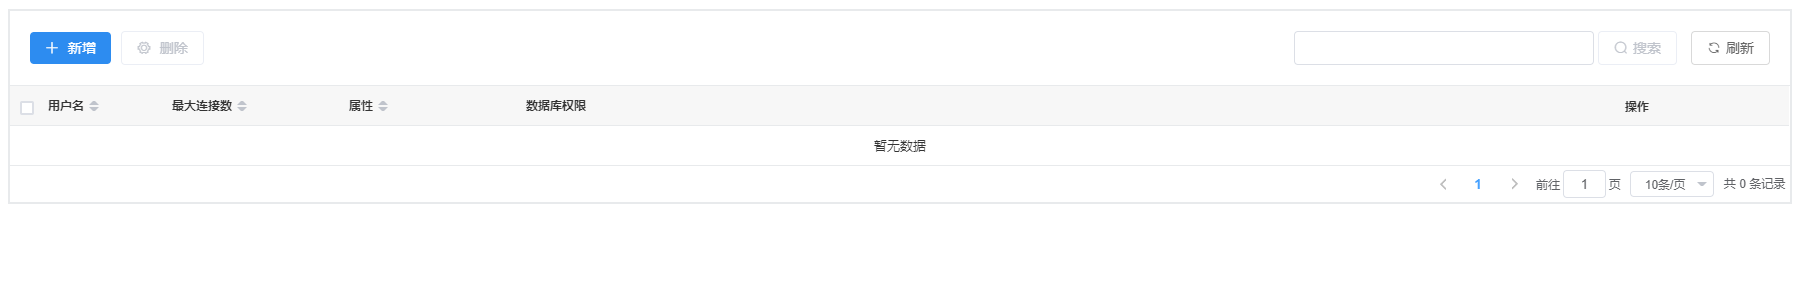 新增 删除 搜索 刷新
用户名 最大连接数 属性 数据库权限 操作
暂无数据
1 前往 1 页 10条/页 共 0 条记录